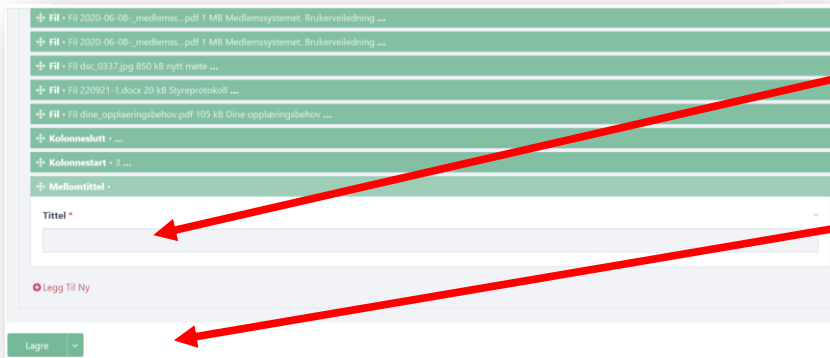 Fil • Fil 2020-06-08-_medlemss...pdf 1 MB Medlemssystemet. Brukerveiledning ...
Fil • Fil 2020-06-08-_medlemss...pdf 1 MB Medlemssystemet. Brukerveiledning ...
Fil • Fil dsc_0337.jpg 850 kB nytt møte ...
Fil • Fil 220921-1.docx 20 kB Styreprotokoll ...
Fil • Fil dine_opplaeringsbehov.pdf 105 kB Dine opplæringsbehov ...
Kolonneslutt • ...
Kolonnestart • 3 ...
Mellomtittel •
Tittel *
Legg Til Ny
Lagre